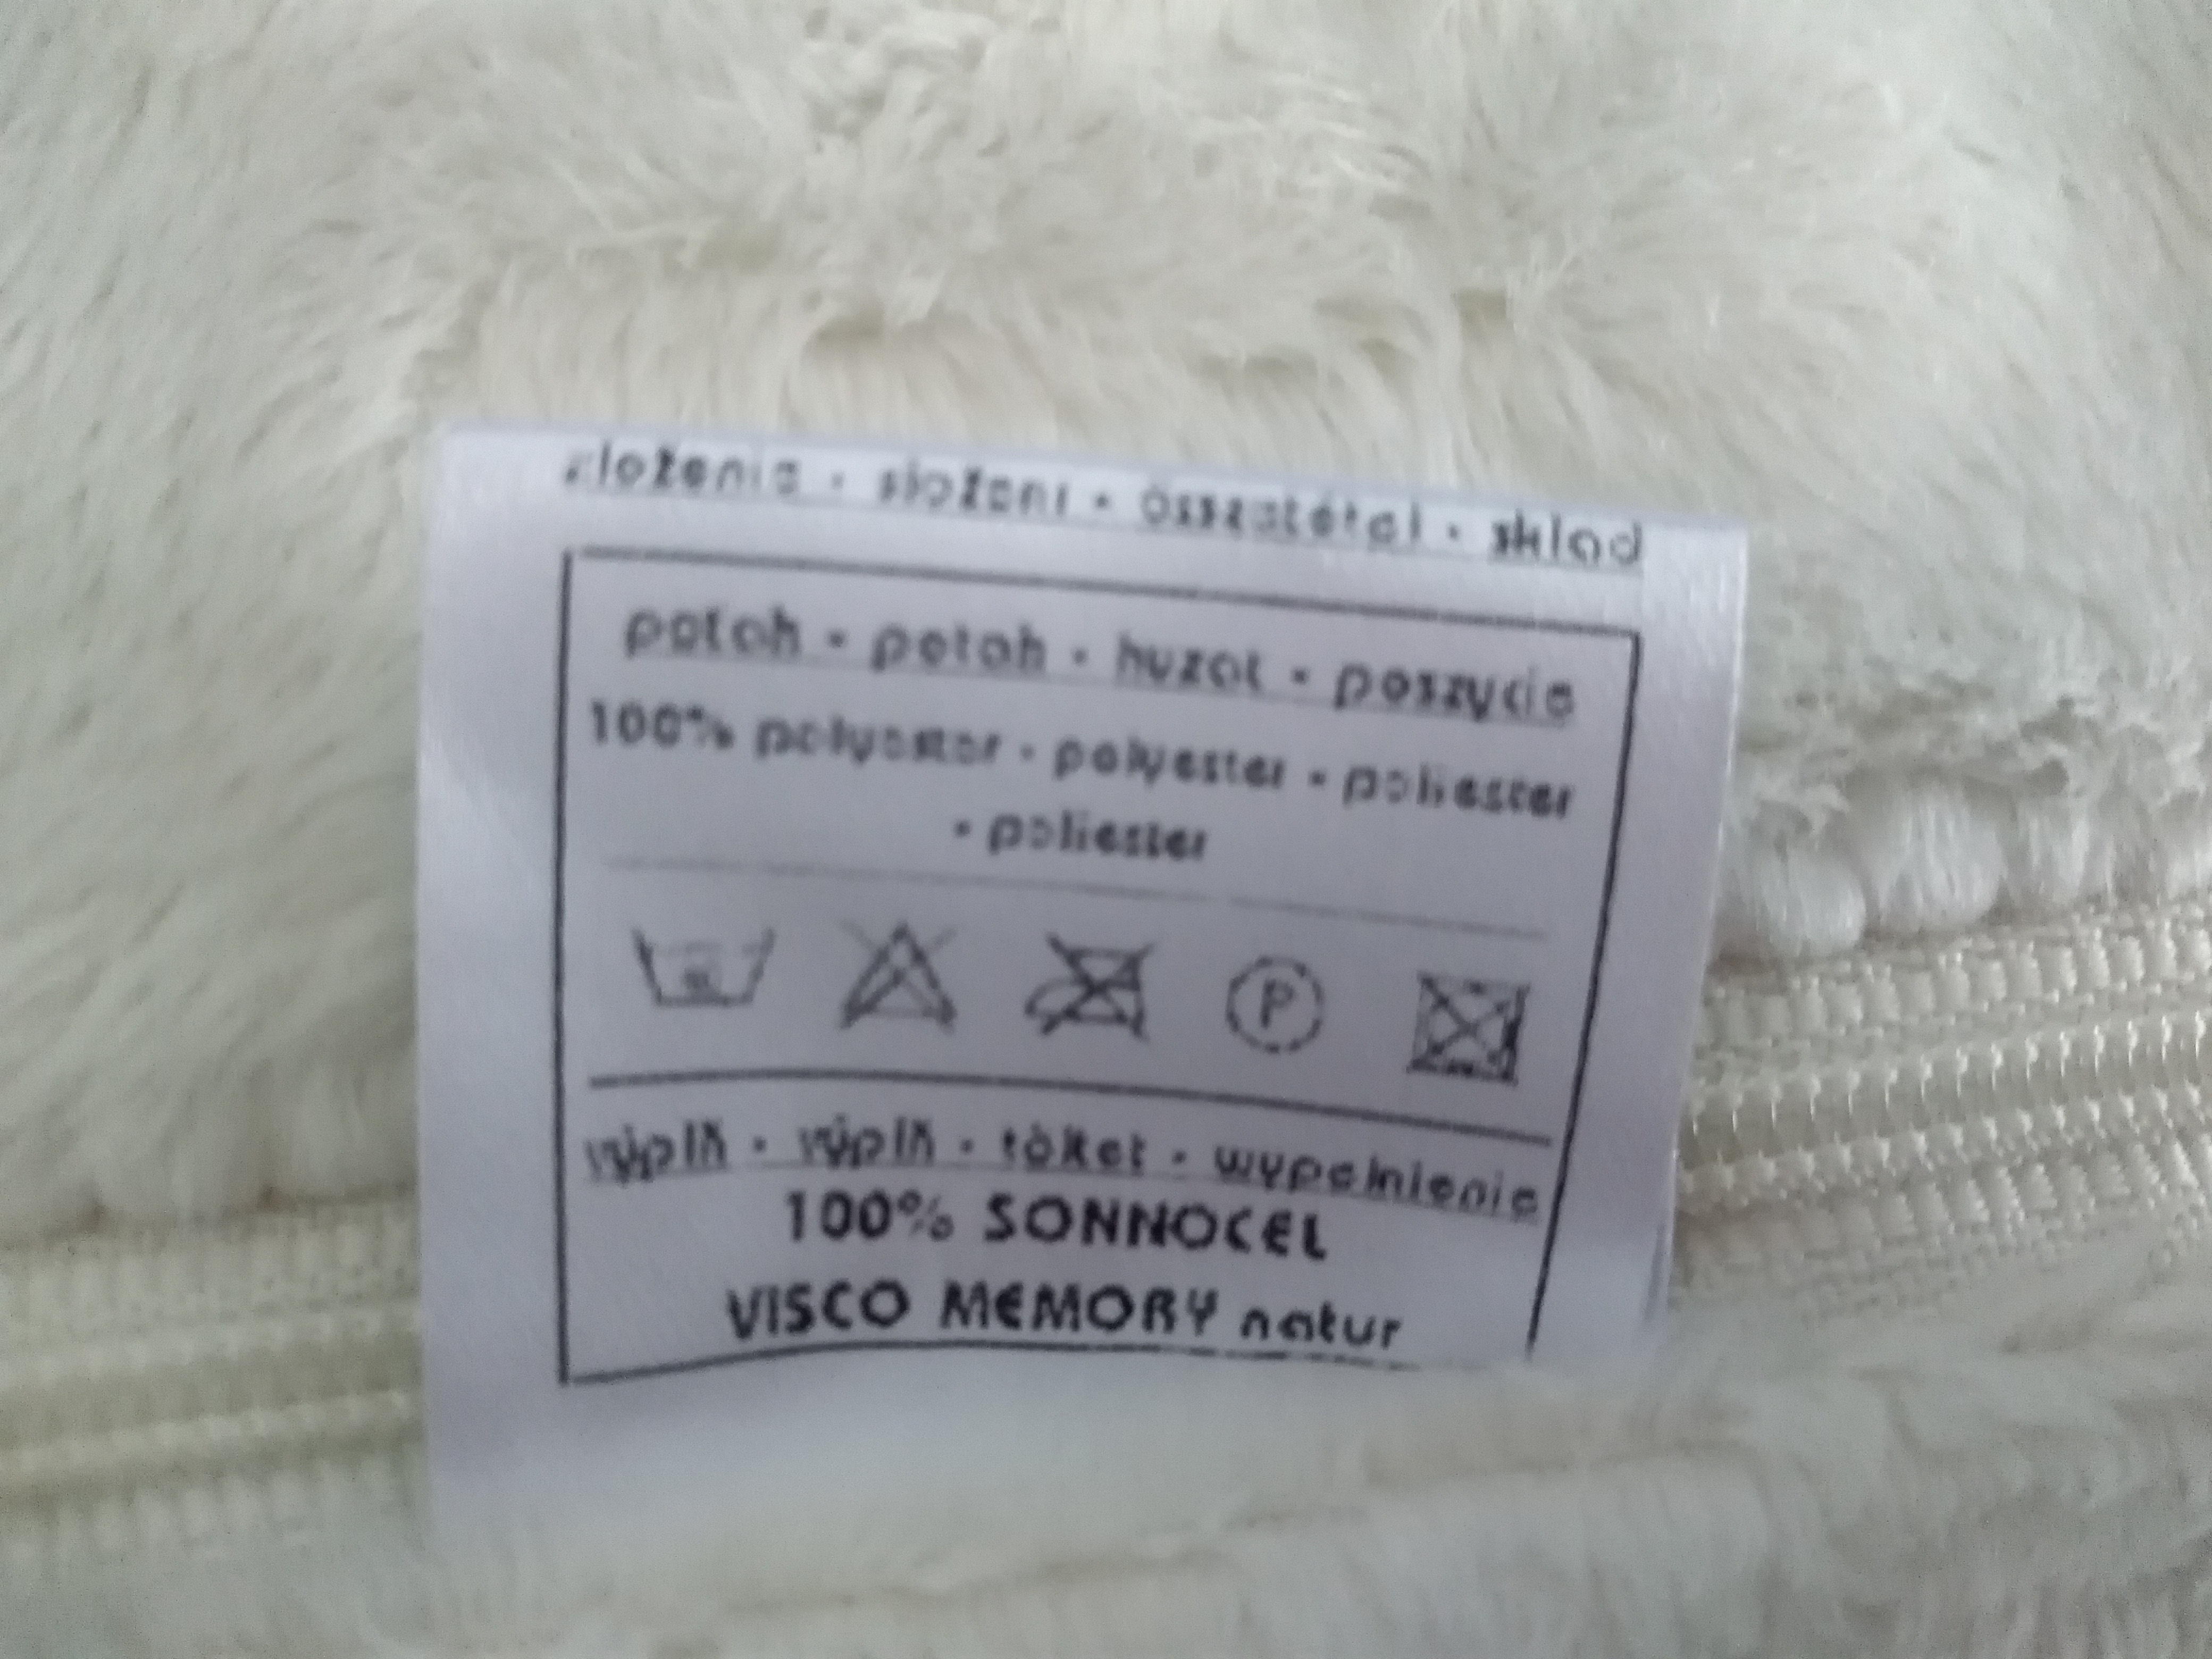 zloženie · složení · összetétel · skład
poťah · potah · huzat · poszycie
100% polyester · polyester · poliészter
· poliester
P
výplň · výplň · töltet · wypełnienie
100% SONNOCEL
VISCO MEMORY natur